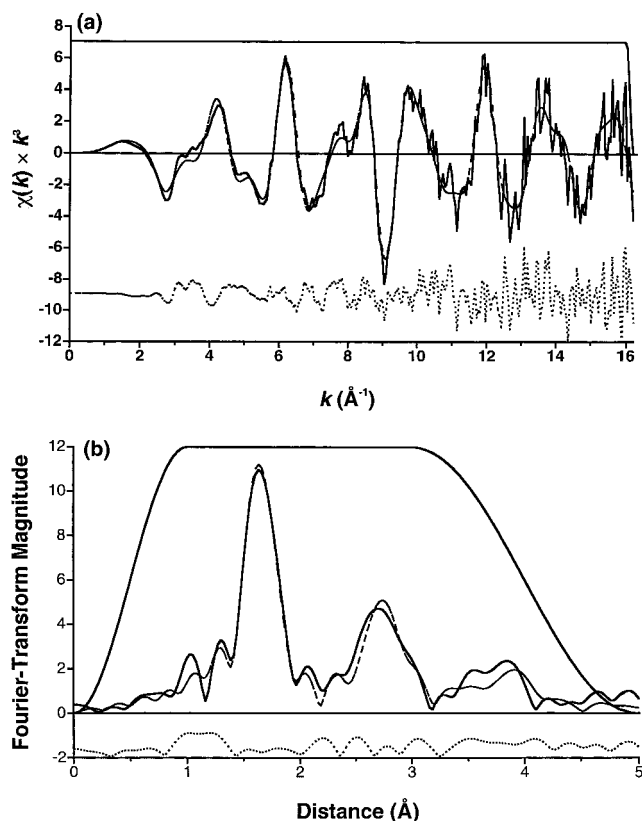 (a)
8
6
4
2
0
-2
-4
-6
-8
-10
-12
χ(k) × k³
0 2 4 6 8 10 12 14 16
k (Å⁻¹)
(b)
12
10
8
6
4
2
0
-2
Fourier-Transform Magnitude
0 1 2 3 4 5
Distance (Å)